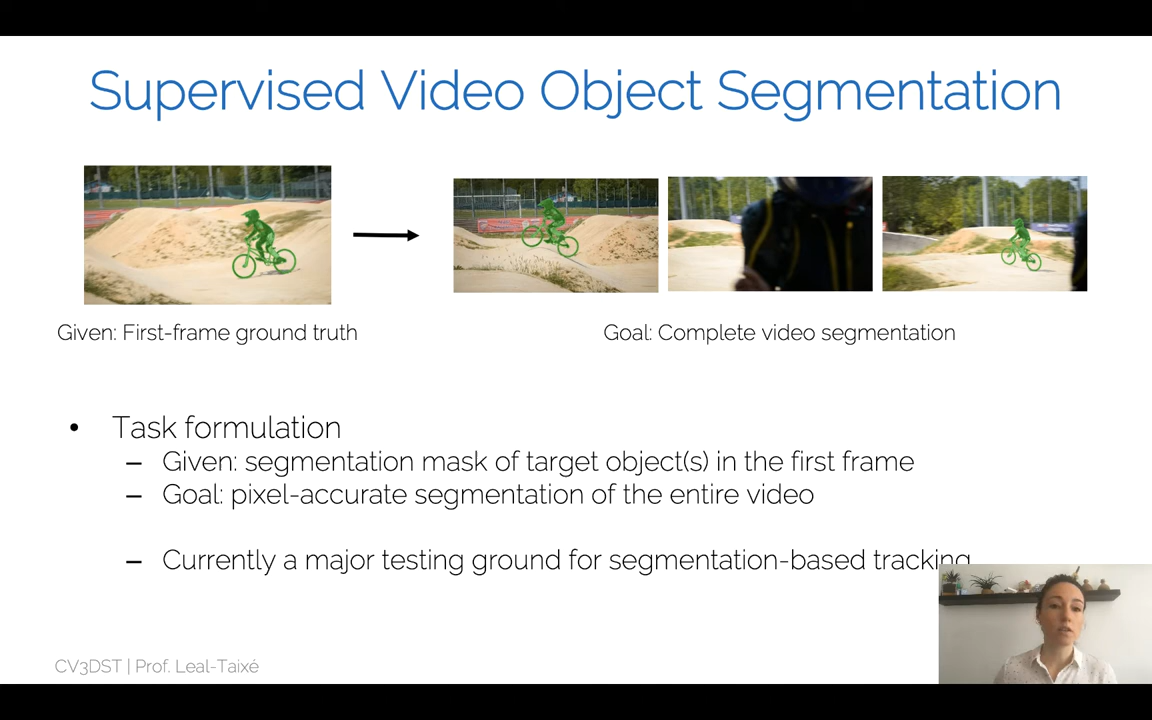 Supervised Video Object Segmentation
Given: First-frame ground truth
Goal: Complete video segmentation
• Task formulation
– Given: segmentation mask of target object(s) in the first frame
– Goal: pixel-accurate segmentation of the entire video
– Currently a major testing ground for segmentation-based tracking
CV3DST | Prof. Leal-Taixé